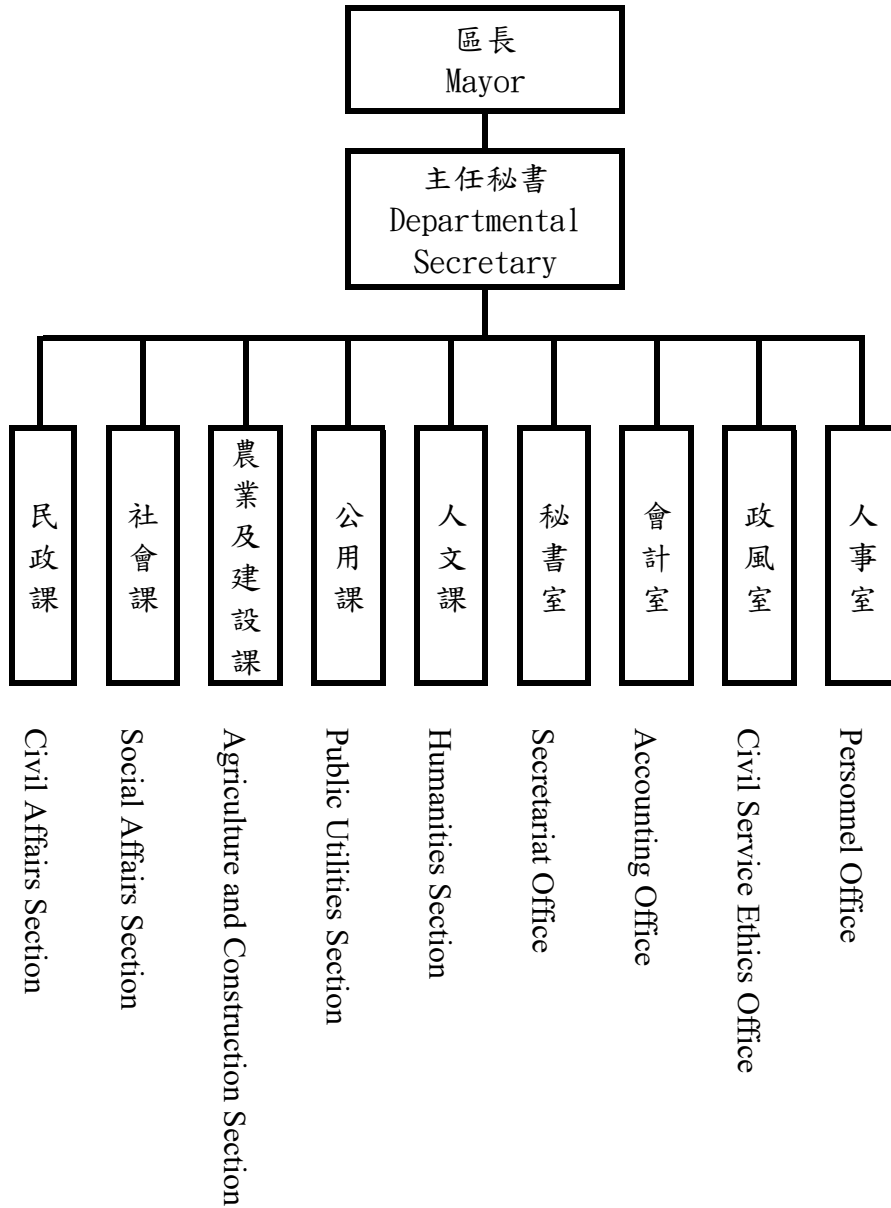 區長
Mayor
主任秘書
Departmental
Secretary
民政課
社會課
農業及建設課
公用課
人文課
秘書室
會計室
政風室
人事室
Civil Affairs Section
Social Affairs Section
Agriculture and Construction Section
Public Utilities Section
Humanities Section
Secretariat Office
Accounting Office
Civil Service Ethics Office
Personnel Office